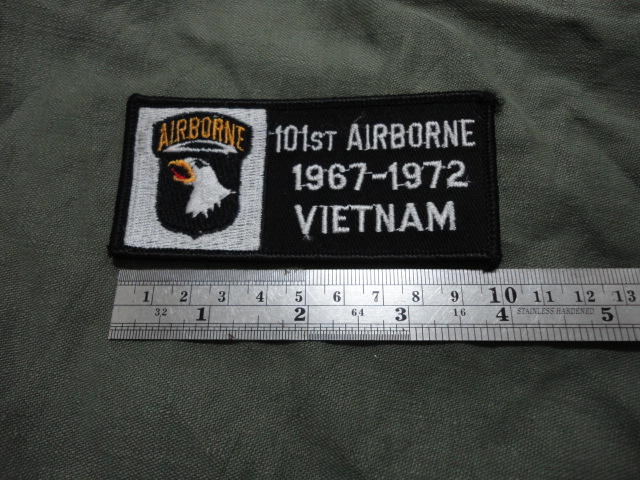 AIRBORNE
101ST AIRBORNE
1967-1972
VIETNAM
1 2 3 4 5 6 7 8 9 10 11 12 13
32 1 2 64 3 16 4 STAINLESS HARDENED 5